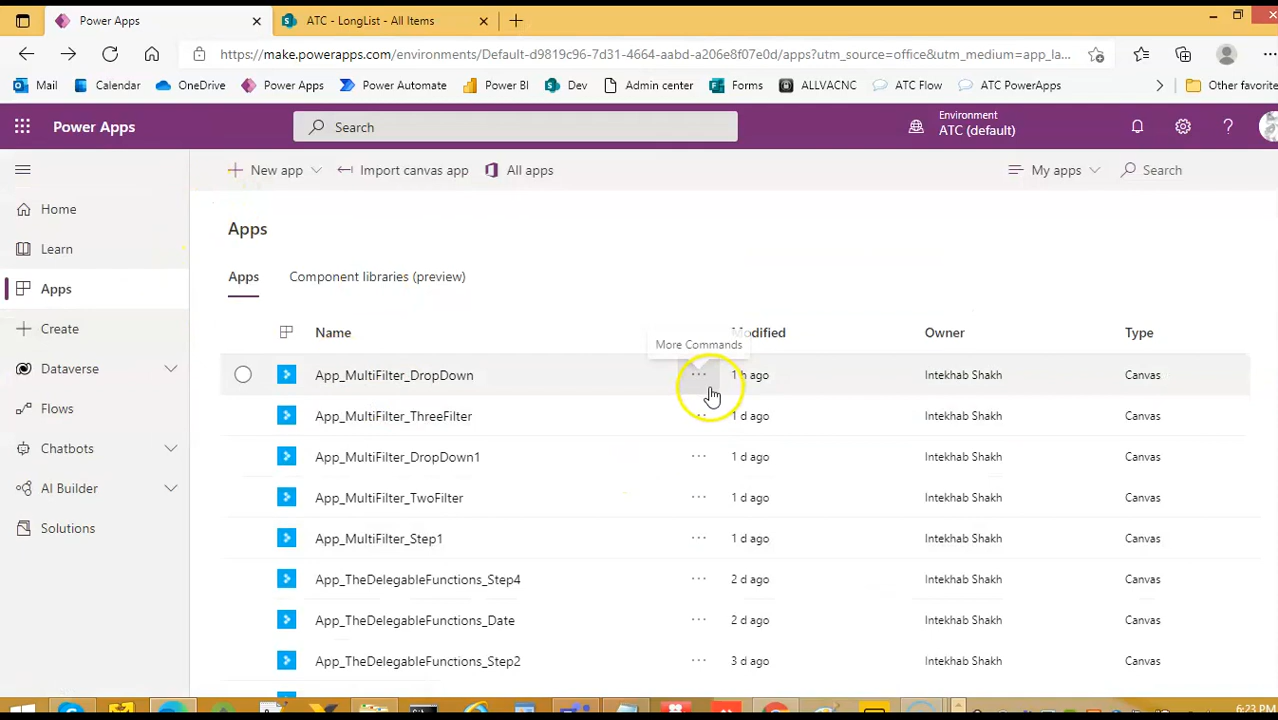 Power Apps
ATC - LongList - All Items
https://make.powerapps.com/environments/Default-d9819c96-7d31-4664-aabd-a206e8f07e0d/apps?utm_source=office&utm_medium=app_la...
Mail Calendar OneDrive Power Apps Power Automate Power BI Dev Admin center Forms ALLVACNC ATC Flow ATC PowerApps Other favorite
Power Apps
Search
Environment
ATC (default)
New app Import canvas app All apps My apps Search
Home
Learn
Apps
Create
Dataverse
Flows
Chatbots
AI Builder
Solutions
Apps
Apps Component libraries (preview)
Name Modified Owner Type
More Commands
App_MultiFilter_DropDown ... 1 h ago Intekhab Shakh Canvas
App_MultiFilter_ThreeFilter 1 d ago Intekhab Shakh Canvas
App_MultiFilter_DropDown1 ... 1 d ago Intekhab Shakh Canvas
App_MultiFilter_TwoFilter ... 1 d ago Intekhab Shakh Canvas
App_MultiFilter_Step1 ... 1 d ago Intekhab Shakh Canvas
App_TheDelegableFunctions_Step4 ... 2 d ago Intekhab Shakh Canvas
App_TheDelegableFunctions_Date ... 2 d ago Intekhab Shakh Canvas
App_TheDelegableFunctions_Step2 ... 3 d ago Intekhab Shakh Canvas
6:23 PM